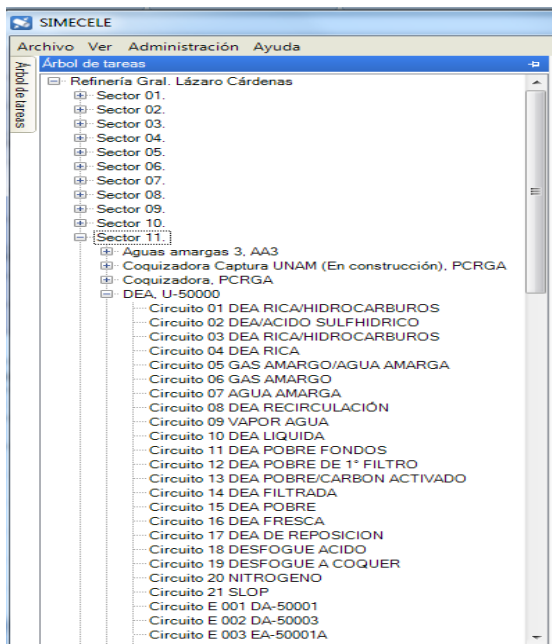 SIMECELE
Archivo Ver Administración Ayuda
Árbol de tareas
Árbol de tareas
Refinería Gral. Lázaro Cárdenas
Sector 01.
Sector 02.
Sector 03.
Sector 04.
Sector 05.
Sector 06.
Sector 07.
Sector 08.
Sector 09.
Sector 10.
Sector 11.
Aguas amargas 3, AA3
Coquizadora Captura UNAM (En construcción), PCRGA
Coquizadora, PCRGA
DEA, U-50000
Circuito 01 DEA RICA/HIDROCARBUROS
Circuito 02 DEA/ACIDO SULFHIDRICO
Circuito 03 DEA RICA/HIDROCARBUROS
Circuito 04 DEA RICA
Circuito 05 GAS AMARGO/AGUA AMARGA
Circuito 06 GAS AMARGO
Circuito 07 AGUA AMARGA
Circuito 08 DEA RECIRCULACIÓN
Circuito 09 VAPOR AGUA
Circuito 10 DEA LIQUIDA
Circuito 11 DEA POBRE FONDOS
Circuito 12 DEA POBRE DE 1° FILTRO
Circuito 13 DEA POBRE/CARBON ACTIVADO
Circuito 14 DEA FILTRADA
Circuito 15 DEA POBRE
Circuito 16 DEA FRESCA
Circuito 17 DEA DE REPOSICION
Circuito 18 DESFOGUE ACIDO
Circuito 19 DESFOGUE A COQUER
Circuito 20 NITROGENO
Circuito 21 SLOP
Circuito E 001 DA-50001
Circuito E 002 DA-50003
Circuito E 003 EA-50001A